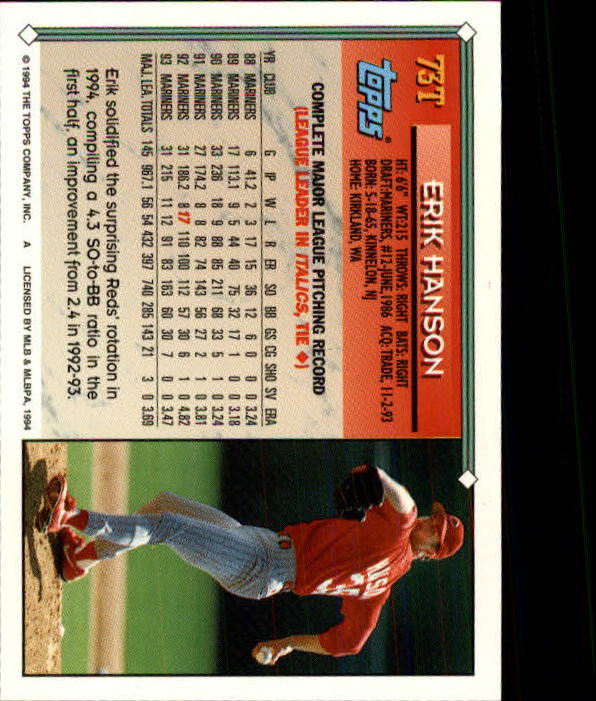 73T
topps
ERIK HANSON
HT: 6'6" WT: 215 THROWS: RIGHT BATS: RIGHT
DRAFT: MARINERS, #12-JUNE, 1986 ACQ: TRADE, 11-2-93
BORN: 5-18-65, KINNELON, NJ
HOME: KIRKLAND, WA
COMPLETE MAJOR LEAGUE PITCHING RECORD
(LEAGUE LEADER IN ITALICS, TIE ♦)
YR CLUB G IP W L R ER SO BB GS CG SHO SV ERA
88 MARINERS 6 41.2 2 3 17 15 36 12 6 0 0 0 3.24
89 MARINERS 17 113.1 9 5 44 40 75 32 17 1 0 0 3.18
90 MARINERS 33 236 18 9 88 85 211 68 33 5 1 0 3.24
91 MARINERS 27 174.2 8 8 82 74 143 56 27 2 1 0 3.81
92 MARINERS 31 186.2 8 17 110 100 112 57 30 6 1 0 4.82
93 MARINERS 31 215 11 12 91 83 163 60 30 7 0 0 3.47
MAJ. LEA. TOTALS 145 967.1 56 54 432 397 740 285 143 21 3 0 3.69
Erik solidified the surprising Reds' rotation in
1994, compiling a 4.3 SO-to-BB ratio in the
first half, an improvement from 2.4 in 1992-93.
© 1994 THE TOPPS COMPANY, INC. A LICENSED BY MLB & MLBPA, 1994